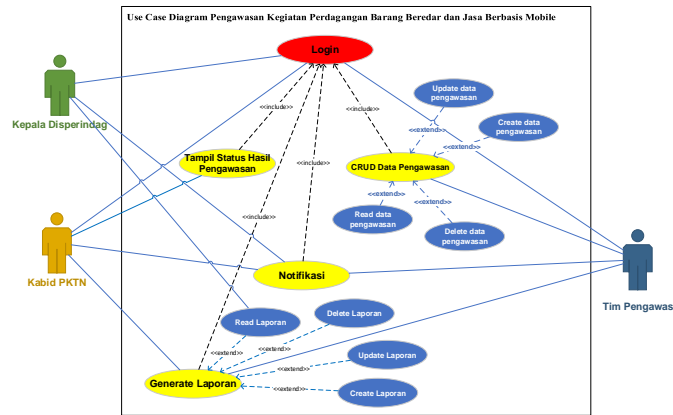 Use Case Diagram Pengawasan Kegiatan Perdagangan Barang Beredar dan Jasa Berbasis Mobile
Login
Kepala Disperindag
Update data
pengawasan
<<include>>
<<include>>
Create data
pengawasan
<<extend>>
<<extend>>
Tampil Status Hasil
Pengawasan
<<include>>
CRUD Data Pengawasan
<<extend>>
<<extend>>
Read data
pengawasan
<<include>>
Delete data
pengawasan
Kabid PKTN
Notifikasi
Tim Pengawas
Read Laporan
Delete Laporan
<<extend>>
<<extend>>
Update Laporan
<<extend>>
Generate Laporan
<<extend>>
Create Laporan